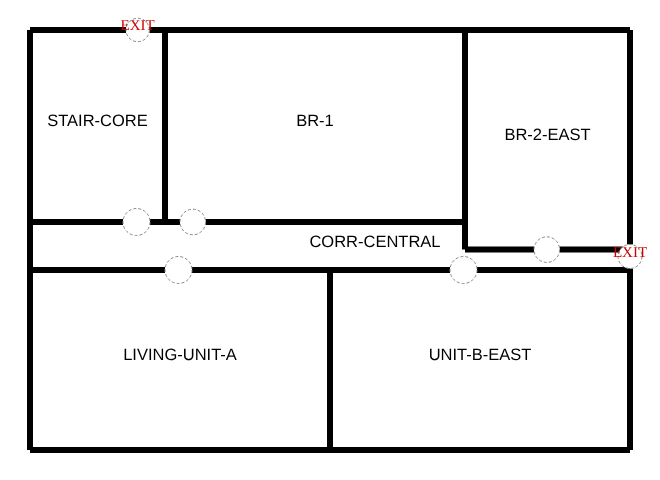 EXIT
STAIR-CORE
BR-1
BR-2-EAST
CORR-CENTRAL
EXIT
LIVING-UNIT-A
UNIT-B-EAST